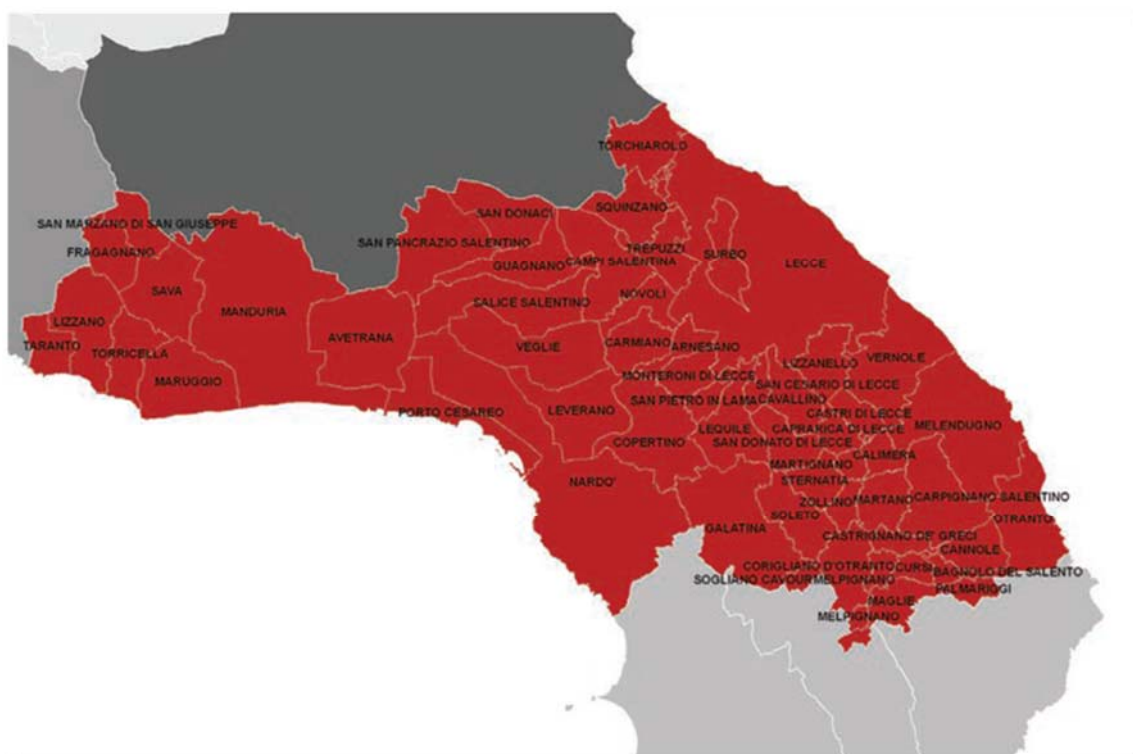 TORCHIAROLO
SQUINZANO
SAN DONACI
SAN MARZANO DI SAN GIUSEPPE
SAN PANCRAZIO SALENTINO
TREPUZZI
FRAGAGNANO
SURBO
GUAGNANO
CAMPI SALENTINA
LECCE
SAVA
NOVOLI
SALICE SALENTINO
MANDURIA
LIZZANO
AVETRANA
TARANTO
VEGLIE
CARMIANO
ARNESANO
TORRICELLA
LIZZANELLO
VERNOLE
MARUGGIO
MONTERONI DI LECCE
SAN CESARIO DI LECCE
SAN PIETRO IN LAMA
CAVALLINO
PORTO CESAREO
LEVERANO
CASTRI DI LECCE
LEQUILE
CAPRARICA DI LECCE
MELENDUGNO
COPERTINO
SAN DONATO DI LECCE
CALIMERA
MARTIGNANO
NARDO'
STERNATIA
ZOLLINO
MARTANO
CARPIGNANO SALENTINO
SOLETO
OTRANTO
GALATINA
CASTRIGNANO DE' GRECI
CANNOLE
CORIGLIANO D'OTRANTO
CURSI
BAGNOLO DEL SALENTO
SOGLIANO CAVOUR
MELPIGNANO
PALMARIGGI
MAGLIE
MELPIGNANO